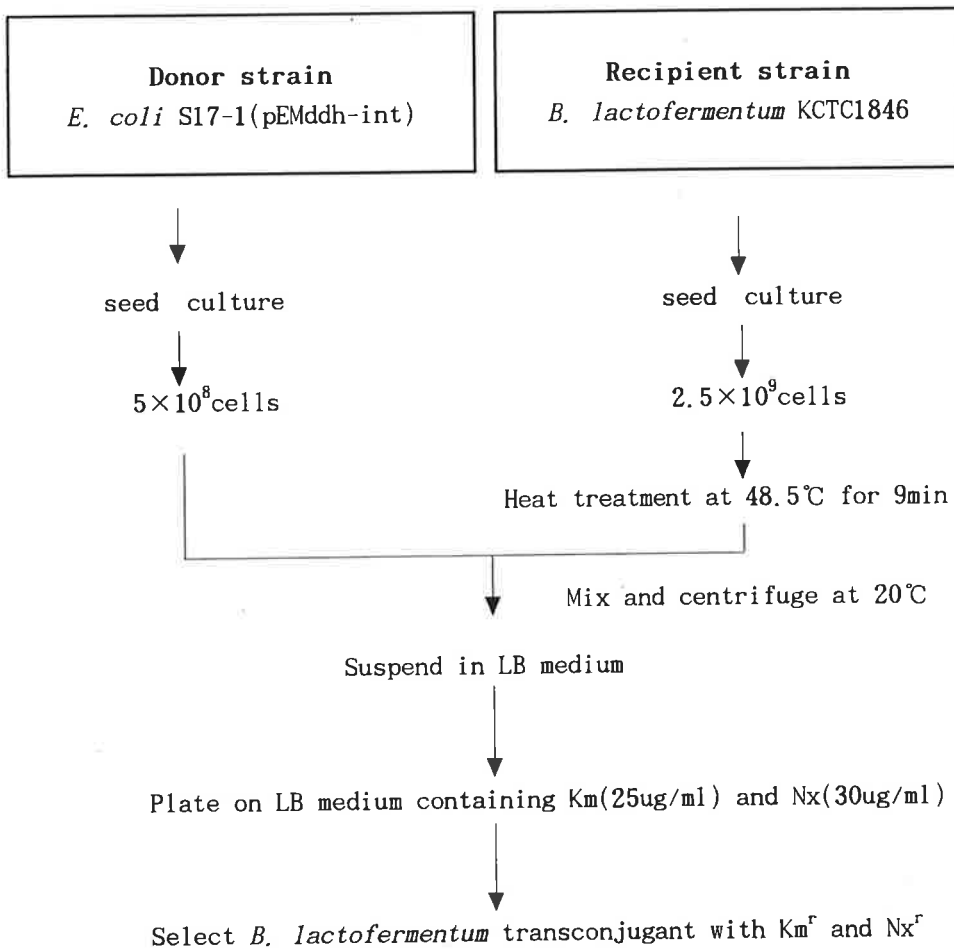 Donor strain
E. coli S17-1(pEMddh-int)
Recipient strain
B. lactofermentum KCTC1846
seed culture
seed culture
5×10⁸cells
2.5×10⁹cells
Heat treatment at 48.5℃ for 9min
Mix and centrifuge at 20℃
Suspend in LB medium
Plate on LB medium containing Km(25ug/ml) and Nx(30ug/ml)
Select B. lactofermentum transconjugant with Kmʳ and Nxʳ